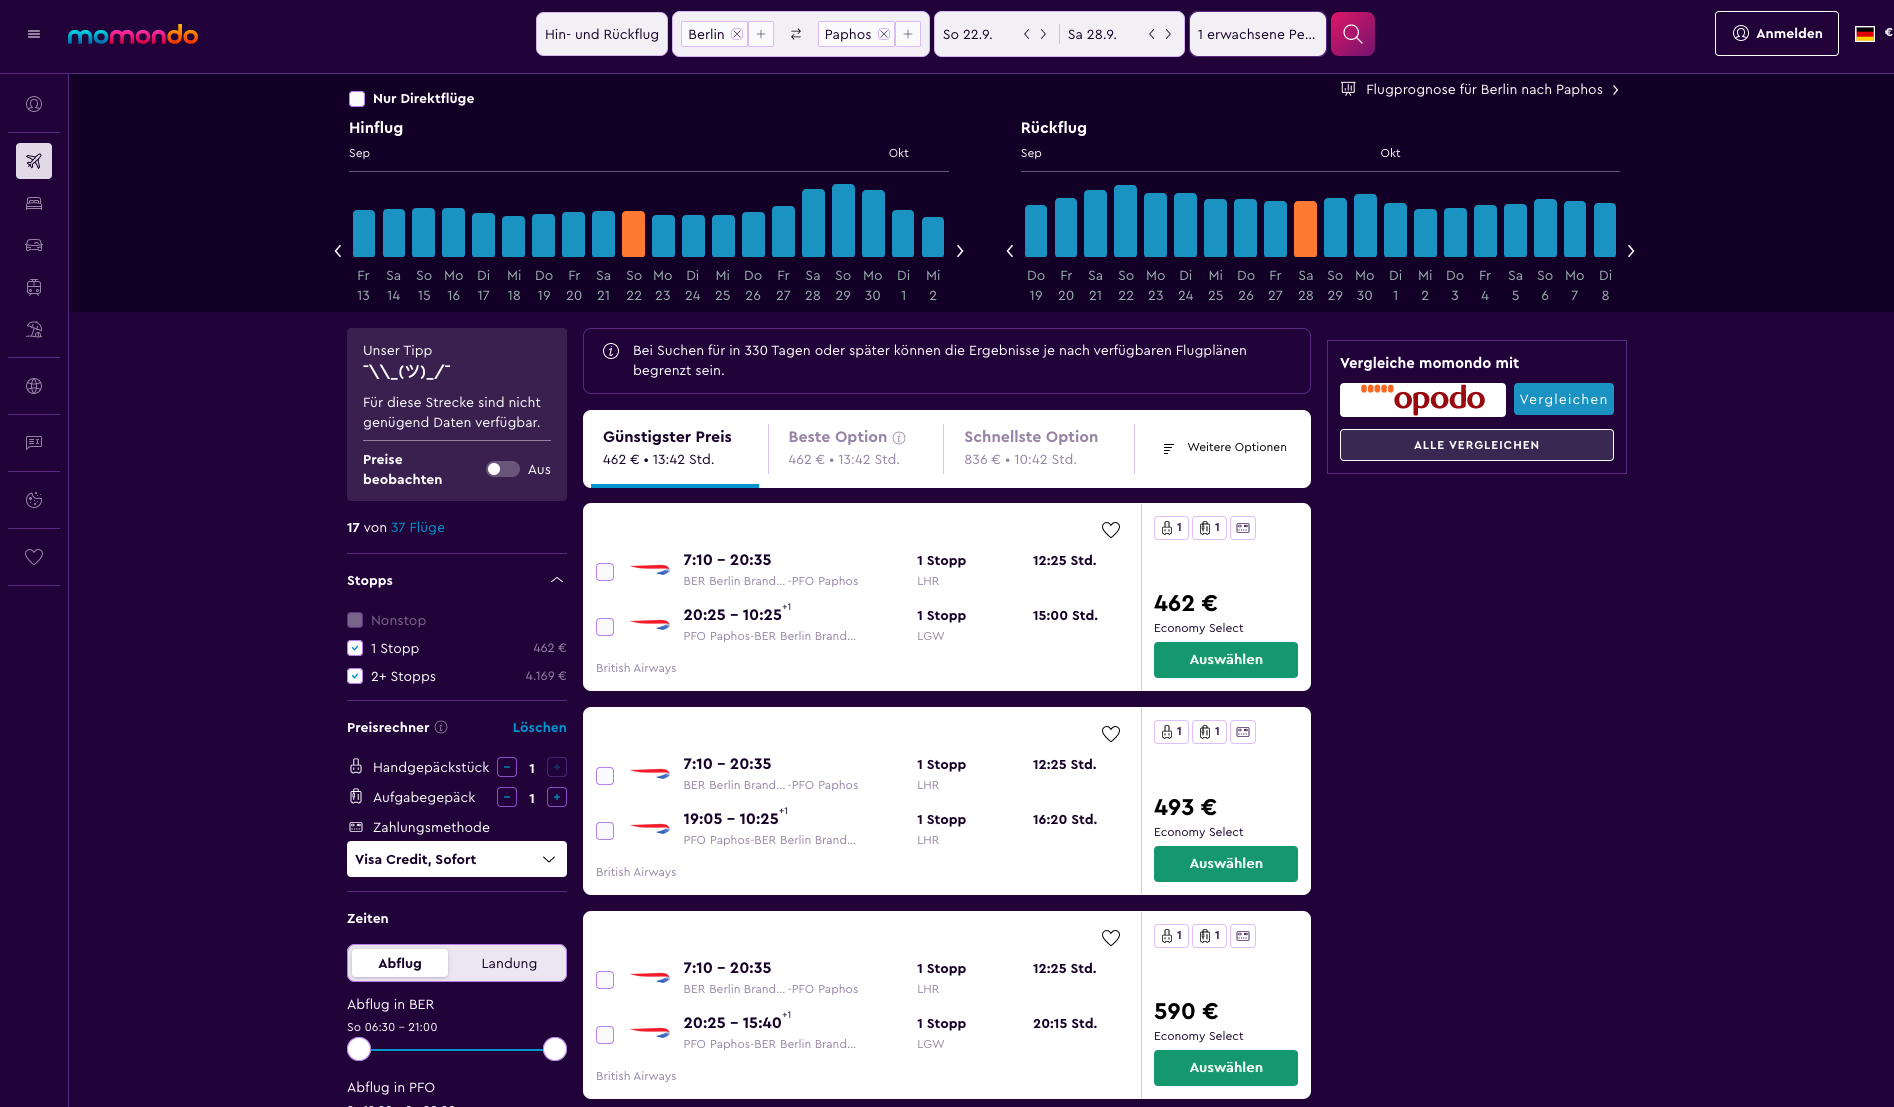 momondo
Hin- und Rückflug
Berlin
Paphos
So 22.9.
Sa 28.9.
1 erwachsene Pe...
Anmelden
€
Nur Direktflüge
Flugprognose für Berlin nach Paphos
Hinflug
Sep
Okt
Fr Sa So Mo Di Mi Do Fr Sa So Mo Di Mi Do Fr Sa So Mo Di Mi
13 14 15 16 17 18 19 20 21 22 23 24 25 26 27 28 29 30 1 2
Rückflug
Sep
Okt
Do Fr Sa So Mo Di Mi Do Fr Sa So Mo Di Mi Do Fr Sa So Mo Di
19 20 21 22 23 24 25 26 27 28 29 30 1 2 3 4 5 6 7 8
Unser Tipp
¯\\_(ツ)_/¯
Für diese Strecke sind nicht
genügend Daten verfügbar.
Preise
beobachten
Aus
17 von 37 Flüge
Stopps
Nonstop
1 Stopp 462 €
2+ Stopps 4.169 €
Preisrechner
Löschen
Handgepäckstück − 1 +
Aufgabegepäck − 1 +
Zahlungsmethode
Visa Credit, Sofort
Zeiten
Abflug
Landung
Abflug in BER
So 06:30 – 21:00
Abflug in PFO
Bei Suchen für in 330 Tagen oder später können die Ergebnisse je nach verfügbaren Flugplänen
begrenzt sein.
Günstigster Preis
462 € • 13:42 Std.
Beste Option
462 € • 13:42 Std.
Schnellste Option
836 € • 10:42 Std.
Weitere Optionen
7:10 – 20:35
BER Berlin Brand... -PFO Paphos
1 Stopp
LHR
12:25 Std.
20:25 – 10:25+1
PFO Paphos-BER Berlin Brand...
1 Stopp
LGW
15:00 Std.
British Airways
1
1
462 €
Economy Select
Auswählen
7:10 – 20:35
BER Berlin Brand... -PFO Paphos
1 Stopp
LHR
12:25 Std.
19:05 – 10:25+1
PFO Paphos-BER Berlin Brand...
1 Stopp
LHR
16:20 Std.
British Airways
1
1
493 €
Economy Select
Auswählen
7:10 – 20:35
BER Berlin Brand... -PFO Paphos
1 Stopp
LHR
12:25 Std.
20:25 – 15:40+1
PFO Paphos-BER Berlin Brand...
1 Stopp
LGW
20:15 Std.
British Airways
1
1
590 €
Economy Select
Auswählen
Vergleiche momondo mit
opodo
Vergleichen
ALLE VERGLEICHEN